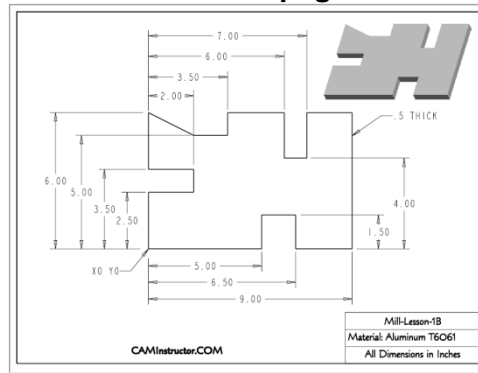 7.00
6.00
3.50
2.00
.5 THICK
6.00
5.00
3.50
2.50
4.00
1.50
X0 Y0
5.00
6.50
9.00
Mill-Lesson-1B
Material: Aluminum T6061
All Dimensions in Inches
CAMInstructor.COM